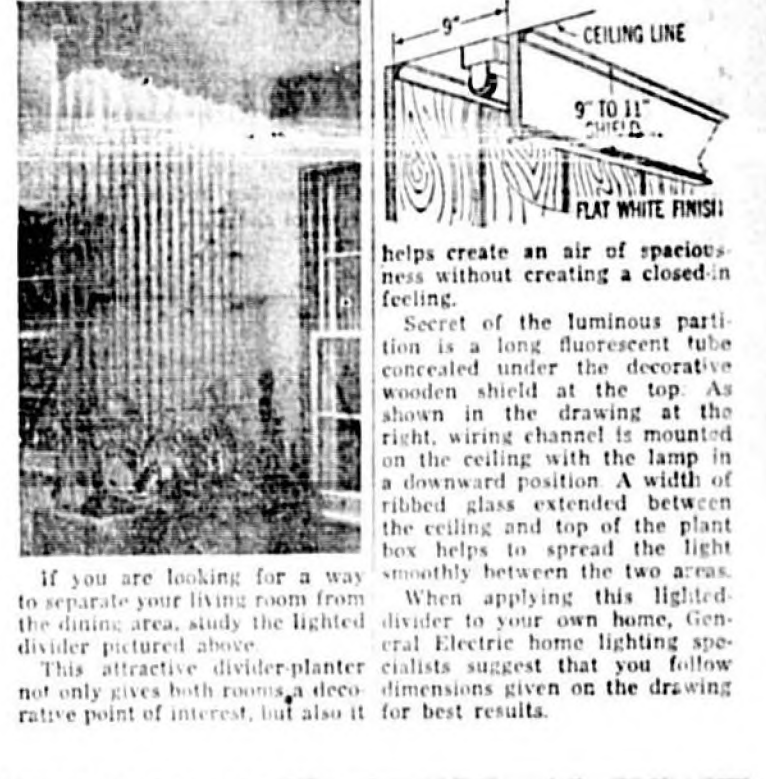 If you are looking for a way
to separate your living room from
the dining area, study the lighted
divider pictured above.
This attractive divider-planter
not only gives both rooms a deco-
rative point of interest, but also it
9"
CEILING LINE
9" TO 11"
SHIELD
FLAT WHITE FINISH
helps create an air of spacious-
ness without creating a closed-in
feeling.
Secret of the luminous parti-
tion is a long fluorescent tube
concealed under the decorative
wooden shield at the top. As
shown in the drawing at the
right, wiring channel is mounted
on the ceiling with the lamp in
a downward position. A width of
ribbed glass extended between
the ceiling and top of the plant
box helps to spread the light
smoothly between the two areas.
When applying this lighted-
divider to your own home, Gen-
eral Electric home lighting spe-
cialists suggest that you follow
dimensions given on the drawing
for best results.